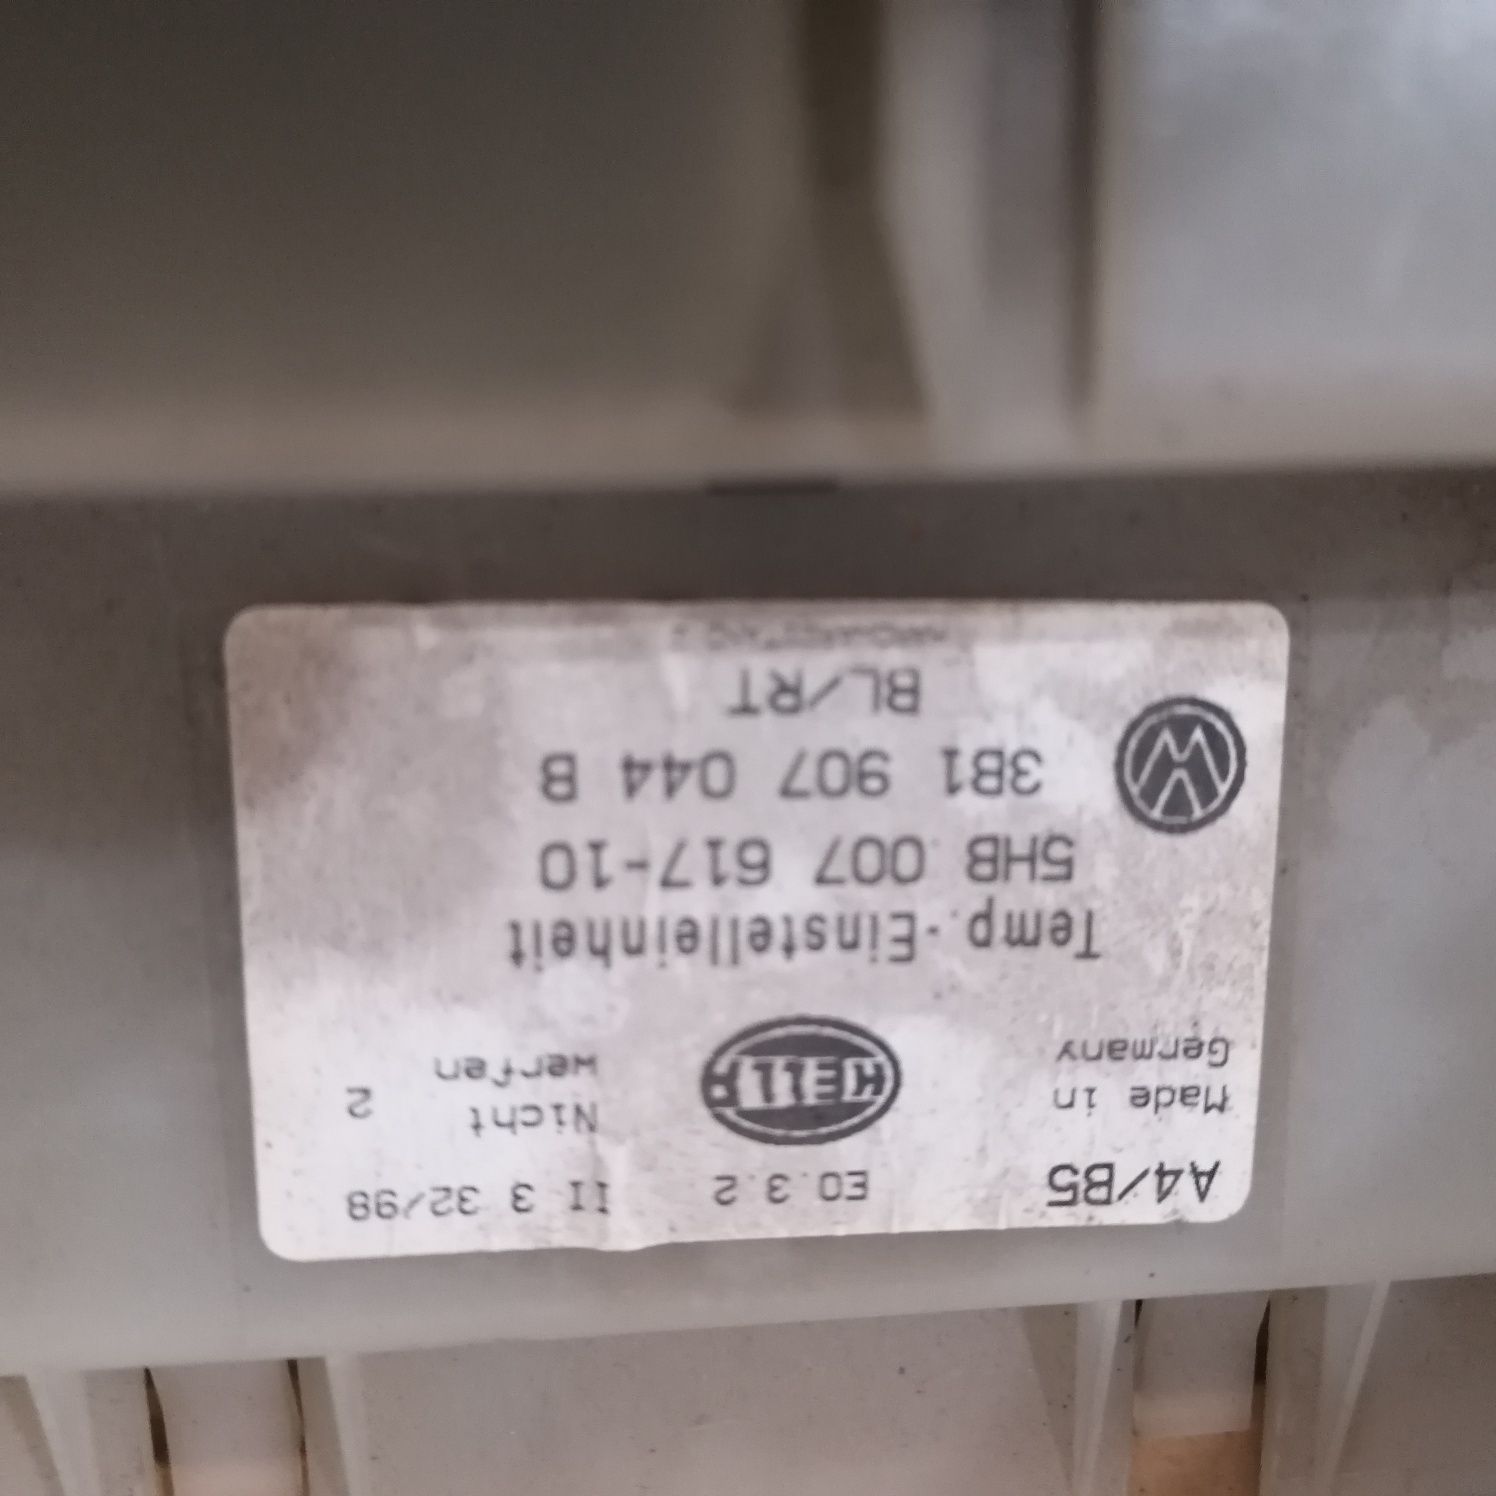 A4/B5 E0.3.2 II 3 32/98
Made in HELLA Nicht 2
Germany werfen
Temp.-Einstelleinheit
5HB 007 617-10
3B1 907 044 B
BL/RT